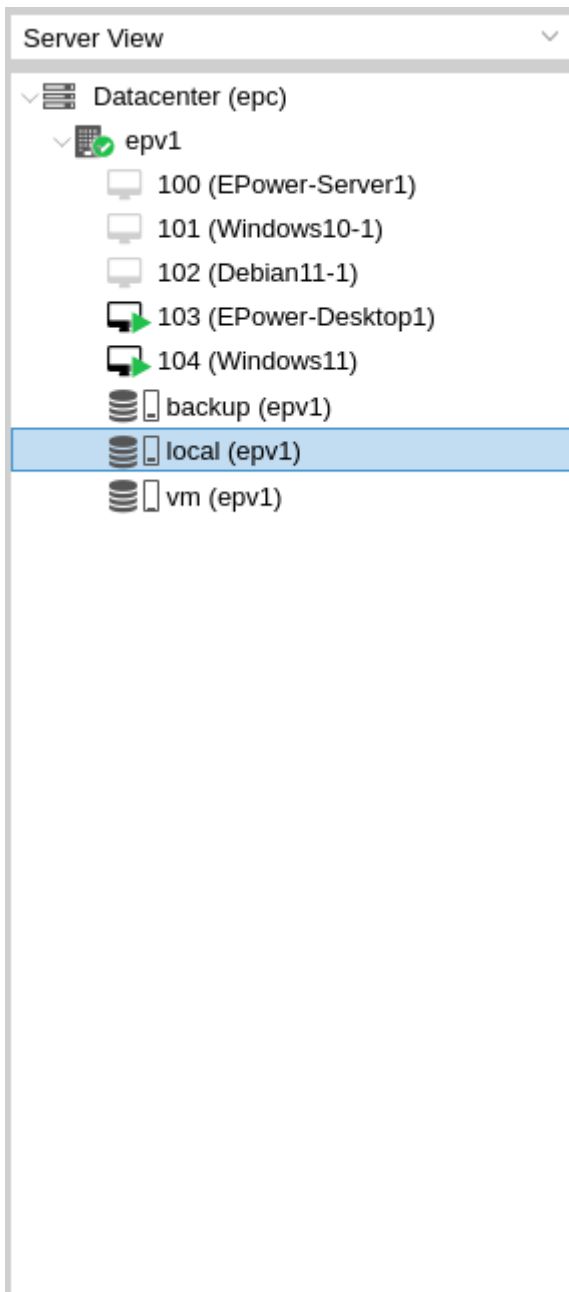 Server View
Datacenter (epc)
epv1
100 (EPower-Server1)
101 (Windows10-1)
102 (Debian11-1)
103 (EPower-Desktop1)
104 (Windows11)
backup (epv1)
local (epv1)
vm (epv1)